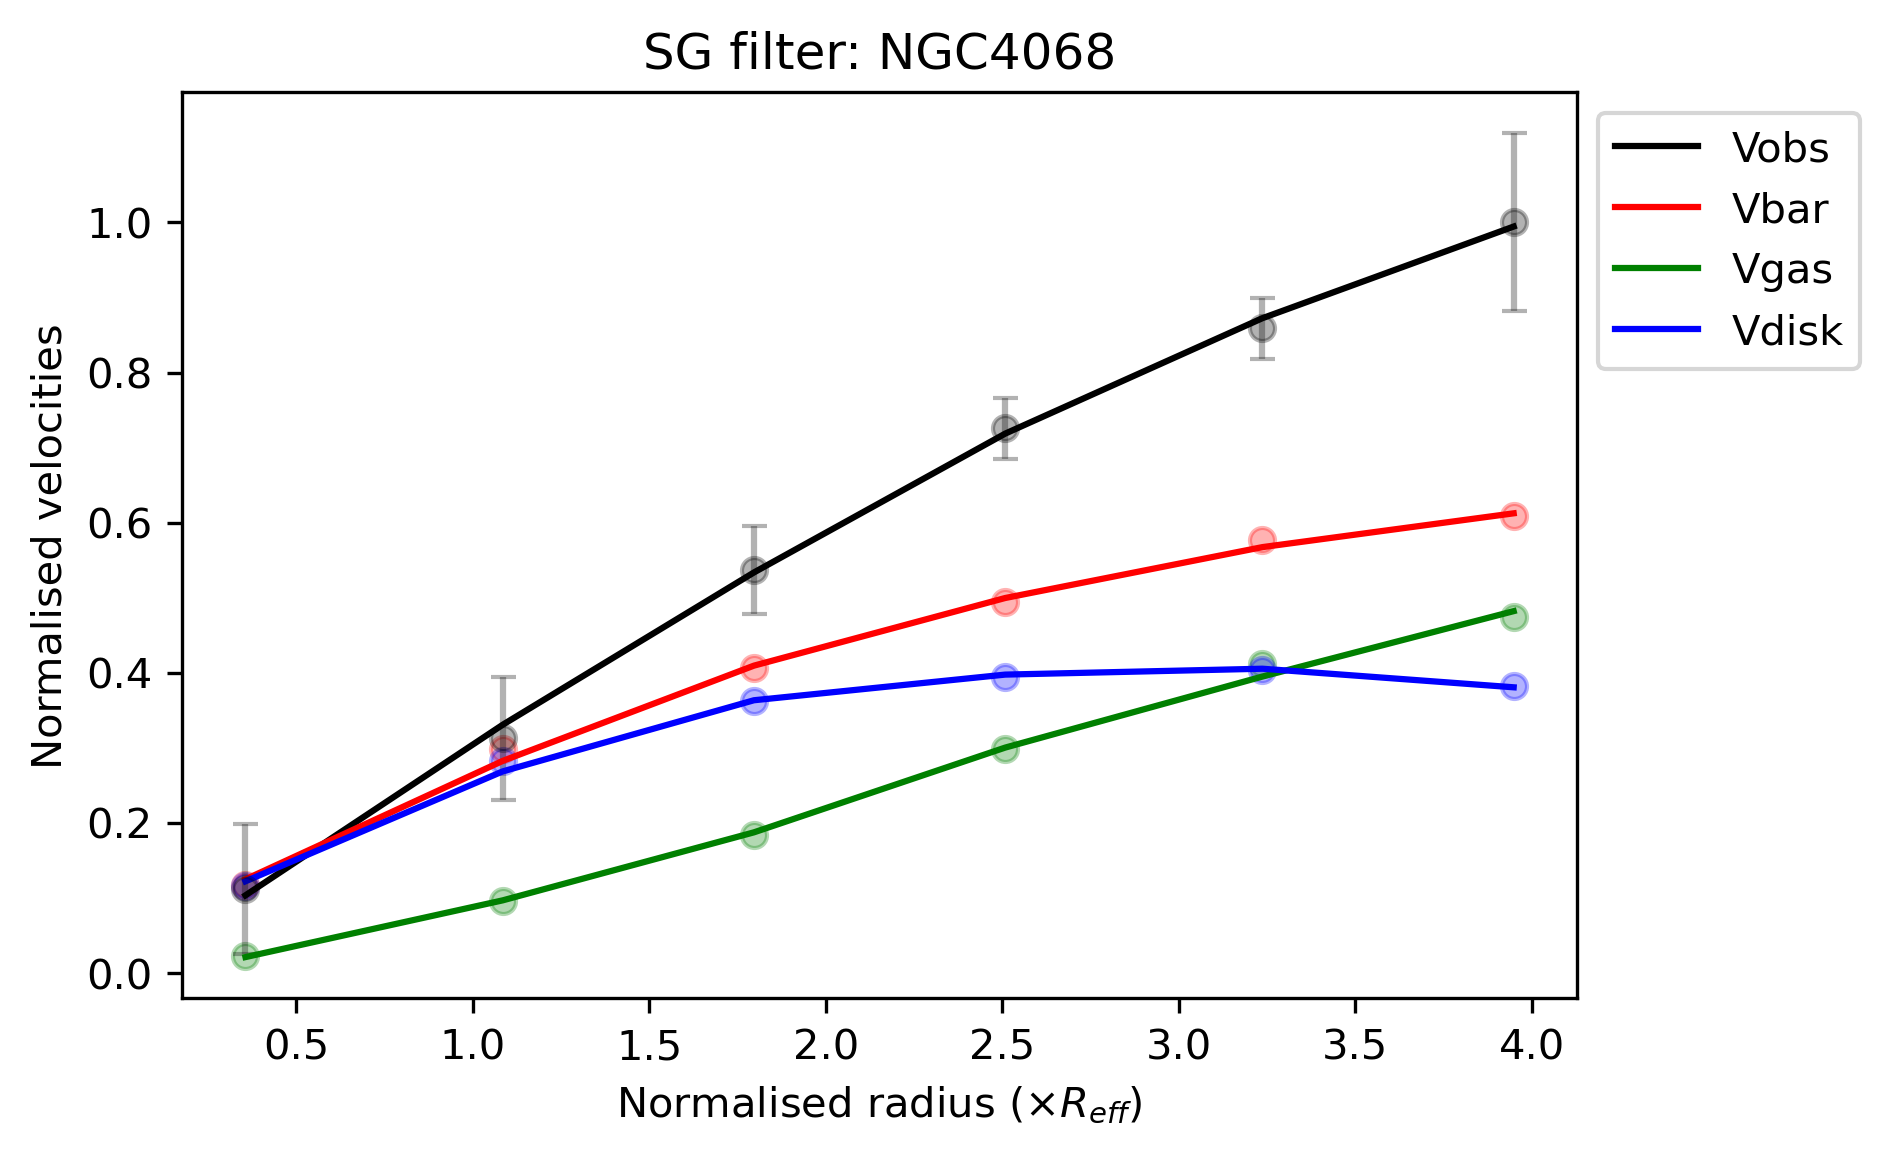 SG filter: NGC4068
Normalised velocities
1.0
0.8
0.6
0.4
0.2
0.0
0.5 1.0 1.5 2.0 2.5 3.0 3.5 4.0
Normalised radius (×R_eff)
Vobs
Vbar
Vgas
Vdisk